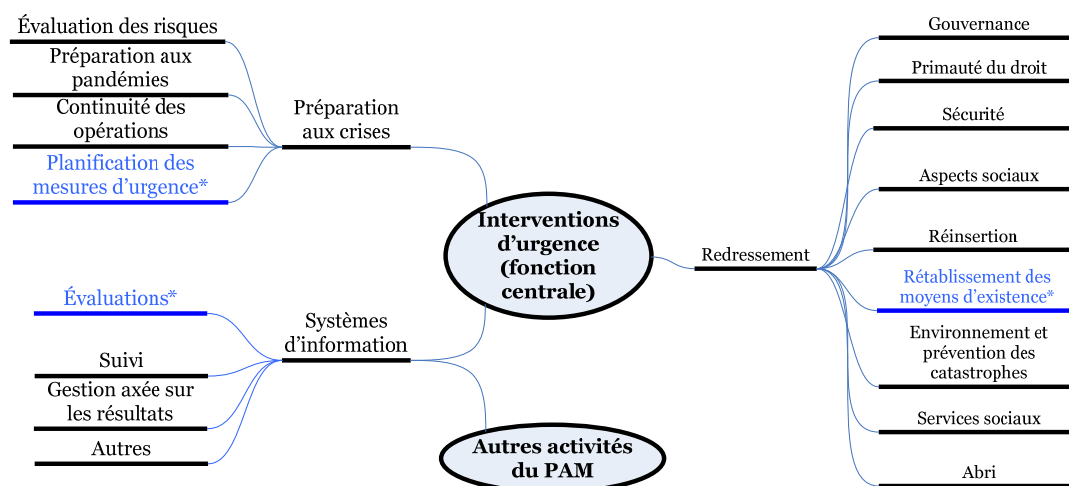 Évaluation des risques
Préparation aux
pandémies
Continuité des
opérations
Planification des
mesures d'urgence*
Préparation
aux crises
Évaluations*
Suivi
Gestion axée sur
les résultats
Autres
Systèmes
d'information
Interventions
d'urgence
(fonction
centrale)
Autres activités
du PAM
Redressement
Gouvernance
Primauté du droit
Sécurité
Aspects sociaux
Réinsertion
Rétablissement des
moyens d'existence*
Environnement et
prévention des
catastrophes
Services sociaux
Abri